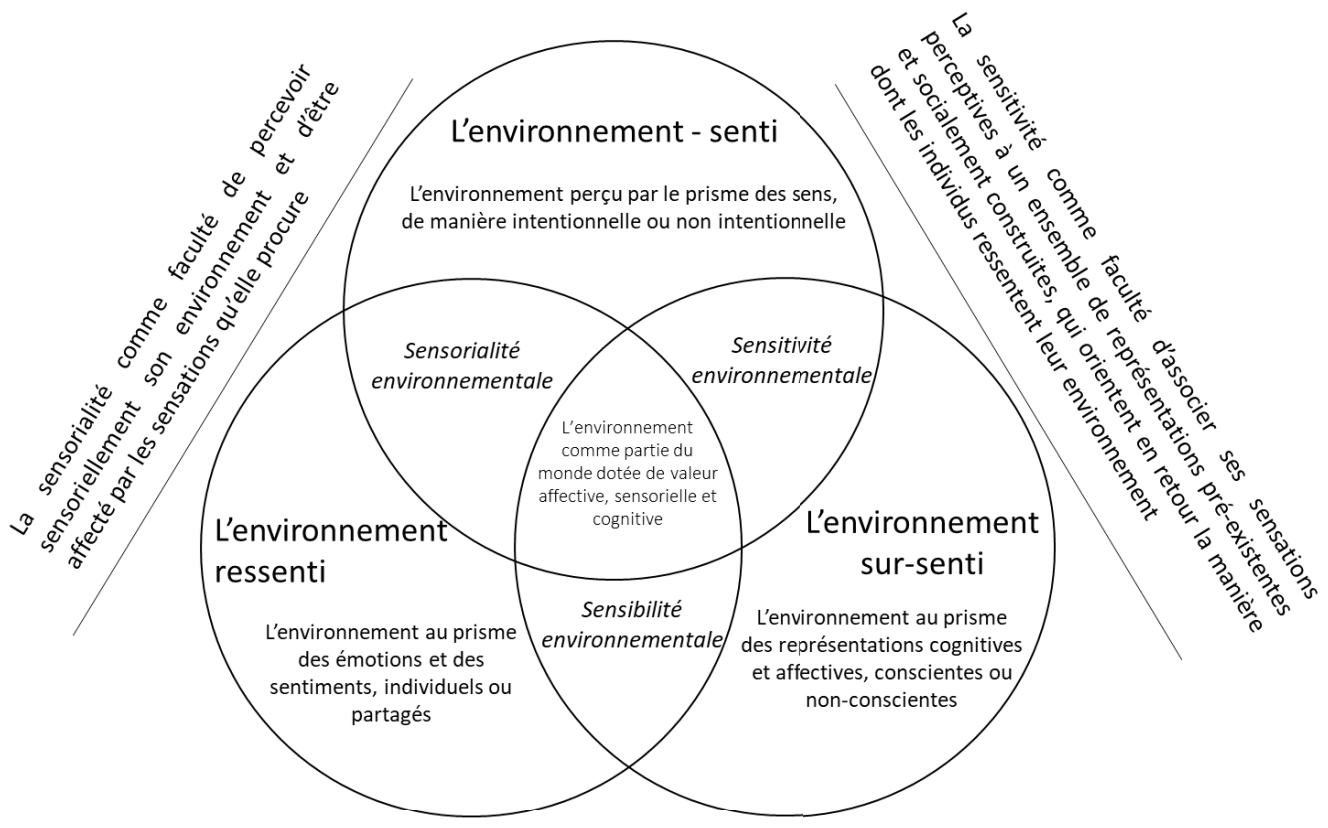 La sensorialité comme faculté de percevoir
sensoriellement son environnement et d'être
affecté par les sensations qu'elle procure
La sensitivité comme faculté d'associer ses sensations
perceptives à un ensemble de représentations pré-existentes
et socialement construites, qui orientent en retour la manière
dont les individus ressentent leur environnement
L'environnement - senti
L'environnement perçu par le prisme des sens,
de manière intentionnelle ou non intentionnelle
Sensorialité
environnementale
Sensitivité
environnementale
L'environnement
comme partie du
monde dotée de valeur
affective, sensorielle et
cognitive
L'environnement
ressenti
L'environnement au prisme
des émotions et des
sentiments, individuels ou
partagés
Sensibilité
environnementale
L'environnement
sur-senti
L'environnement au prisme
des représentations cognitives
et affectives, conscientes ou
non-conscientes